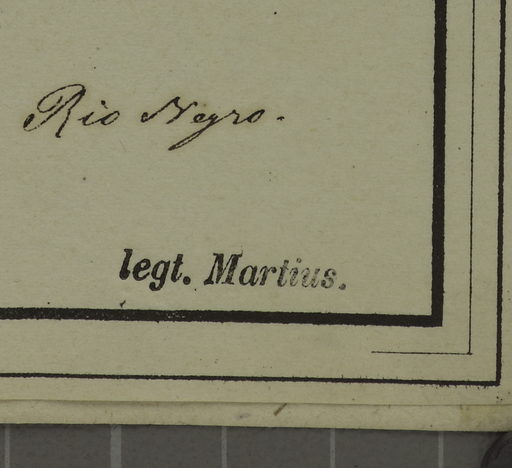 Rio Negro.
legt. Martius.